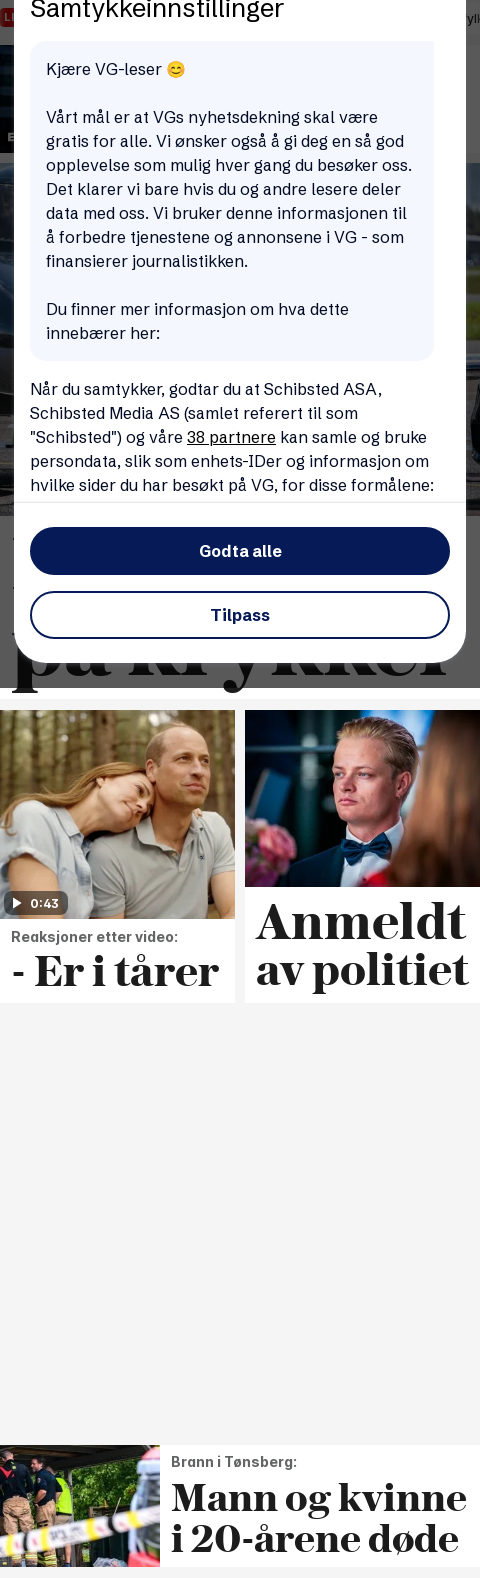 Samtykkeinnstillinger
Kjære VG-leser 😊
Vårt mål er at VGs nyhetsdekning skal være
gratis for alle. Vi ønsker også å gi deg en så god
opplevelse som mulig hver gang du besøker oss.
Det klarer vi bare hvis du og andre lesere deler
data med oss. Vi bruker denne informasjonen til
å forbedre tjenestene og annonsene i VG - som
finansierer journalistikken.
Du finner mer informasjon om hva dette
innebærer her:
Når du samtykker, godtar du at Schibsted ASA,
Schibsted Media AS (samlet referert til som
"Schibsted") og våre 38 partnere kan samle og bruke
persondata, slik som enhets-IDer og informasjon om
hvilke sider du har besøkt på VG, for disse formålene:
Godta alle
Tilpass
på krykker
0:43
Reaksjoner etter video:
- Er i tårer
Anmeldt
av politiet
Brann i Tønsberg:
Mann og kvinne
i 20-årene døde